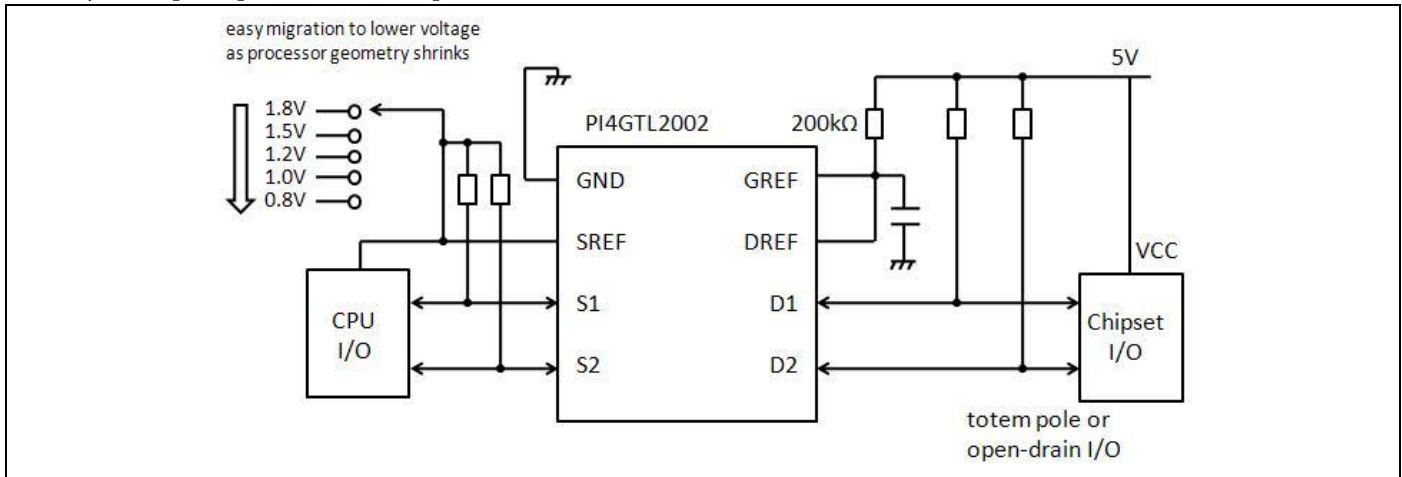 easy migration to lower voltage
as processor geometry shrinks
1.8V
1.5V
1.2V
1.0V
0.8V
5V
PI4GTL2002
200kΩ
GND
GREF
SREF
DREF
VCC
S1
D1
CPU
I/O
Chipset
I/O
S2
D2
totem pole or
open-drain I/O